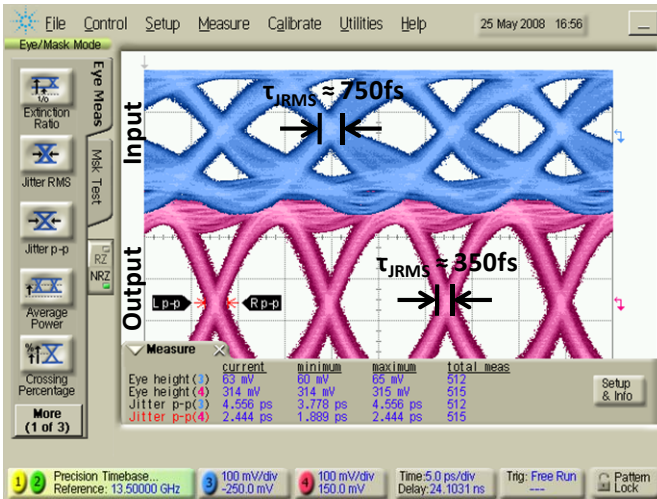 File Control Setup Measure Calibrate Utilities Help 25 May 2008 16:56
Eye/Mask Mode
Extinction
Ratio
Jitter RMS
Jitter p-p
Average
Power
Crossing
Percentage
More
(1 of 3)
Eye Meas
Msk Test
RZ
NRZ
Input
τJRMS ≈ 750fs
Output
τJRMS ≈ 350fs
L p-p R p-p
Measure
current minimum maximum total meas
Eye height(3) 63 mV 60 mV 65 mV 512
Eye height(4) 314 mV 314 mV 315 mV 515
Jitter p-p(3) 4.556 ps 3.778 ps 4.556 ps 512
Jitter p-p(4) 2.444 ps 1.889 ps 2.444 ps 515
Setup
& Info
1 2 Precision Timebase...
Reference: 13.50000 GHz
3 100 mV/div
-250.0 mV
4 100 mV/div
150.0 mV
Time:5.0 ps/div
Delay:24.1031 ns
Trig: Free Run
---
Pattern
Lock